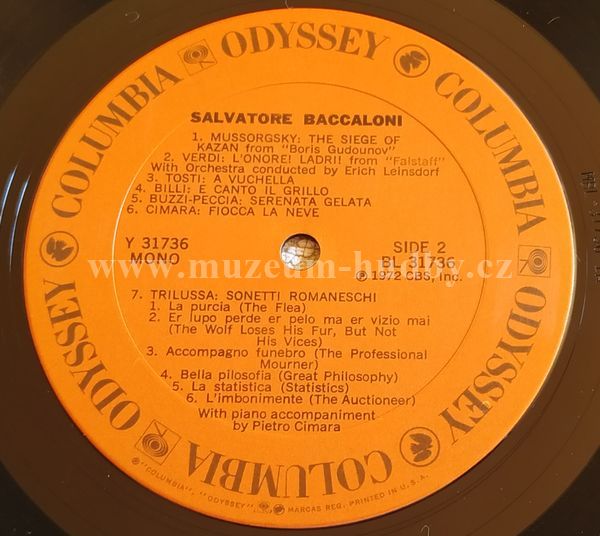 COLUMBIA ODYSSEY COLUMBIA ODYSSEY COLUMBIA ODYSSEY
SALVATORE BACCALONI
1. MUSSORGSKY: THE SIEGE OF
KAZAN from "Boris Gudounov"
2. VERDI: L'ONORE! LADRI! from "Falstaff"
With Orchestra conducted by Erich Leinsdorf
3. TOSTI: A VUCHELLA
4. BILLI: E CANTO IL GRILLO
5. BUZZI-PECCIA: SERENATA GELATA
6. CIMARA: FIOCCA LA NEVE
Y 31736 SIDE 2
MONO BL 31736
℗ 1972 CBS, Inc.
www.muzeum-hudby.cz
7. TRILUSSA: SONETTI ROMANESCHI
1. La purcia (The Flea)
2. Er lupo perde er pelo ma er vizio mai
(The Wolf Loses His Fur, But Not
His Vices)
3. Accompagno funebro (The Professional
Mourner)
4. Bella pilosofia (Great Philosophy)
5. La statistica (Statistics)
6. L'imbonimente (The Auctioneer)
With piano accompaniment
by Pietro Cimara
® "COLUMBIA", "ODYSSEY", MARCAS REG. PRINTED IN U.S.A.